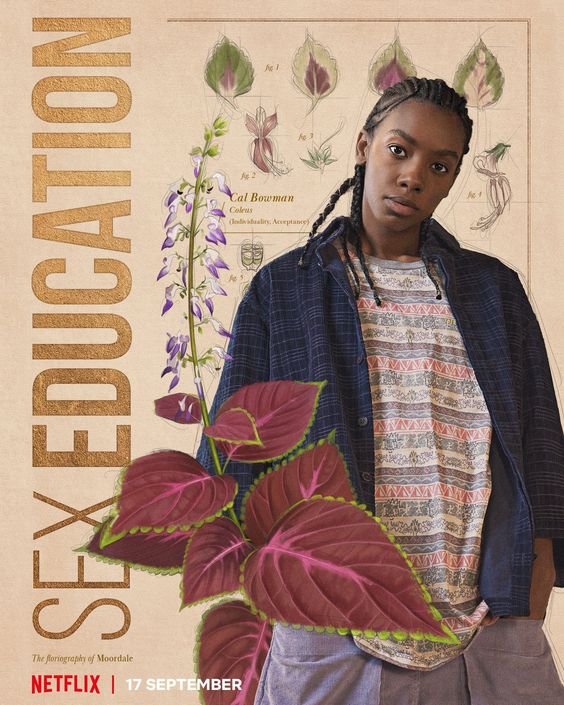 SEX EDUCATION
fig. 1
fig. 2
fig. 3
fig. 4
Cal Bowman
Coleus
(Individuality, Acceptance)
fig. 5
The floriography of Moordale
NETFLIX | 17 SEPTEMBER